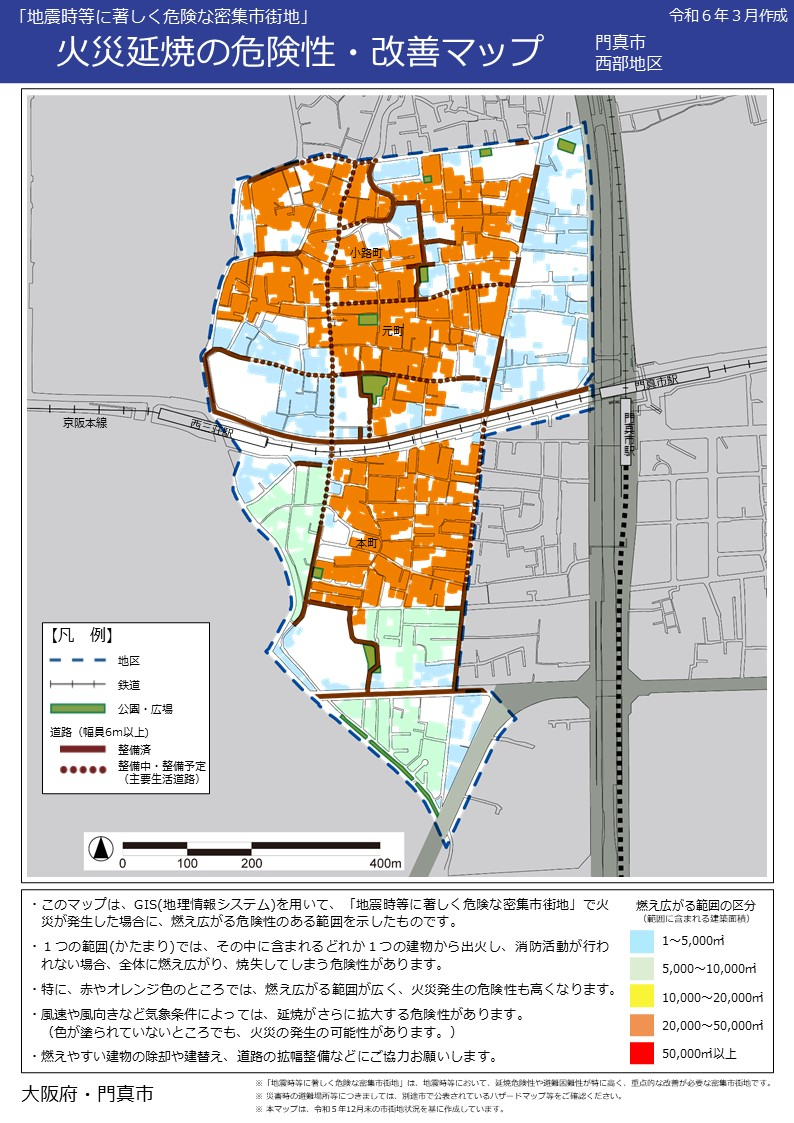 「地震時等に著しく危険な密集市街地」
令和６年３月作成
火災延焼の危険性・改善マップ
門真市
西部地区
小路町
元町
門真市駅
京阪本線
西三荘駅
門真市駅
本町
【凡　例】
地区
鉄道
公園・広場
道路（幅員6m以上）
整備済
整備中・整備予定
（主要生活道路）
0 100 200 400m
・このマップは、GIS(地理情報システム)を用いて、「地震時等に著しく危険な密集市街地」で火
災が発生した場合に、燃え広がる危険性のある範囲を示したものです。
・１つの範囲(かたまり)では、その中に含まれるどれか１つの建物から出火し、消防活動が行わ
れない場合、全体に燃え広がり、焼失してしまう危険性があります。
・特に、赤やオレンジ色のところでは、燃え広がる範囲が広く、火災発生の危険性も高くなります。
・風速や風向きなど気象条件によっては、延焼がさらに拡大する危険性があります。
（色が塗られていないところでも、火災の発生の可能性があります。）
・燃えやすい建物の除却や建替え、道路の拡幅整備などにご協力お願いします。
燃え広がる範囲の区分
（範囲に含まれる建築面積）
1～5,000㎡
5,000～10,000㎡
10,000～20,000㎡
20,000～50,000㎡
50,000㎡以上
大阪府・門真市
※「地震時等に著しく危険な密集市街地」は、地震時等において、延焼危険性や避難困難性が特に高く、重点的な改善が必要な密集市街地です。
※ 災害時の避難場所等につきましては、別途市で公表されているハザードマップ等をご確認ください。
※ 本マップは、令和５年12月末の市街地状況を基に作成しています。